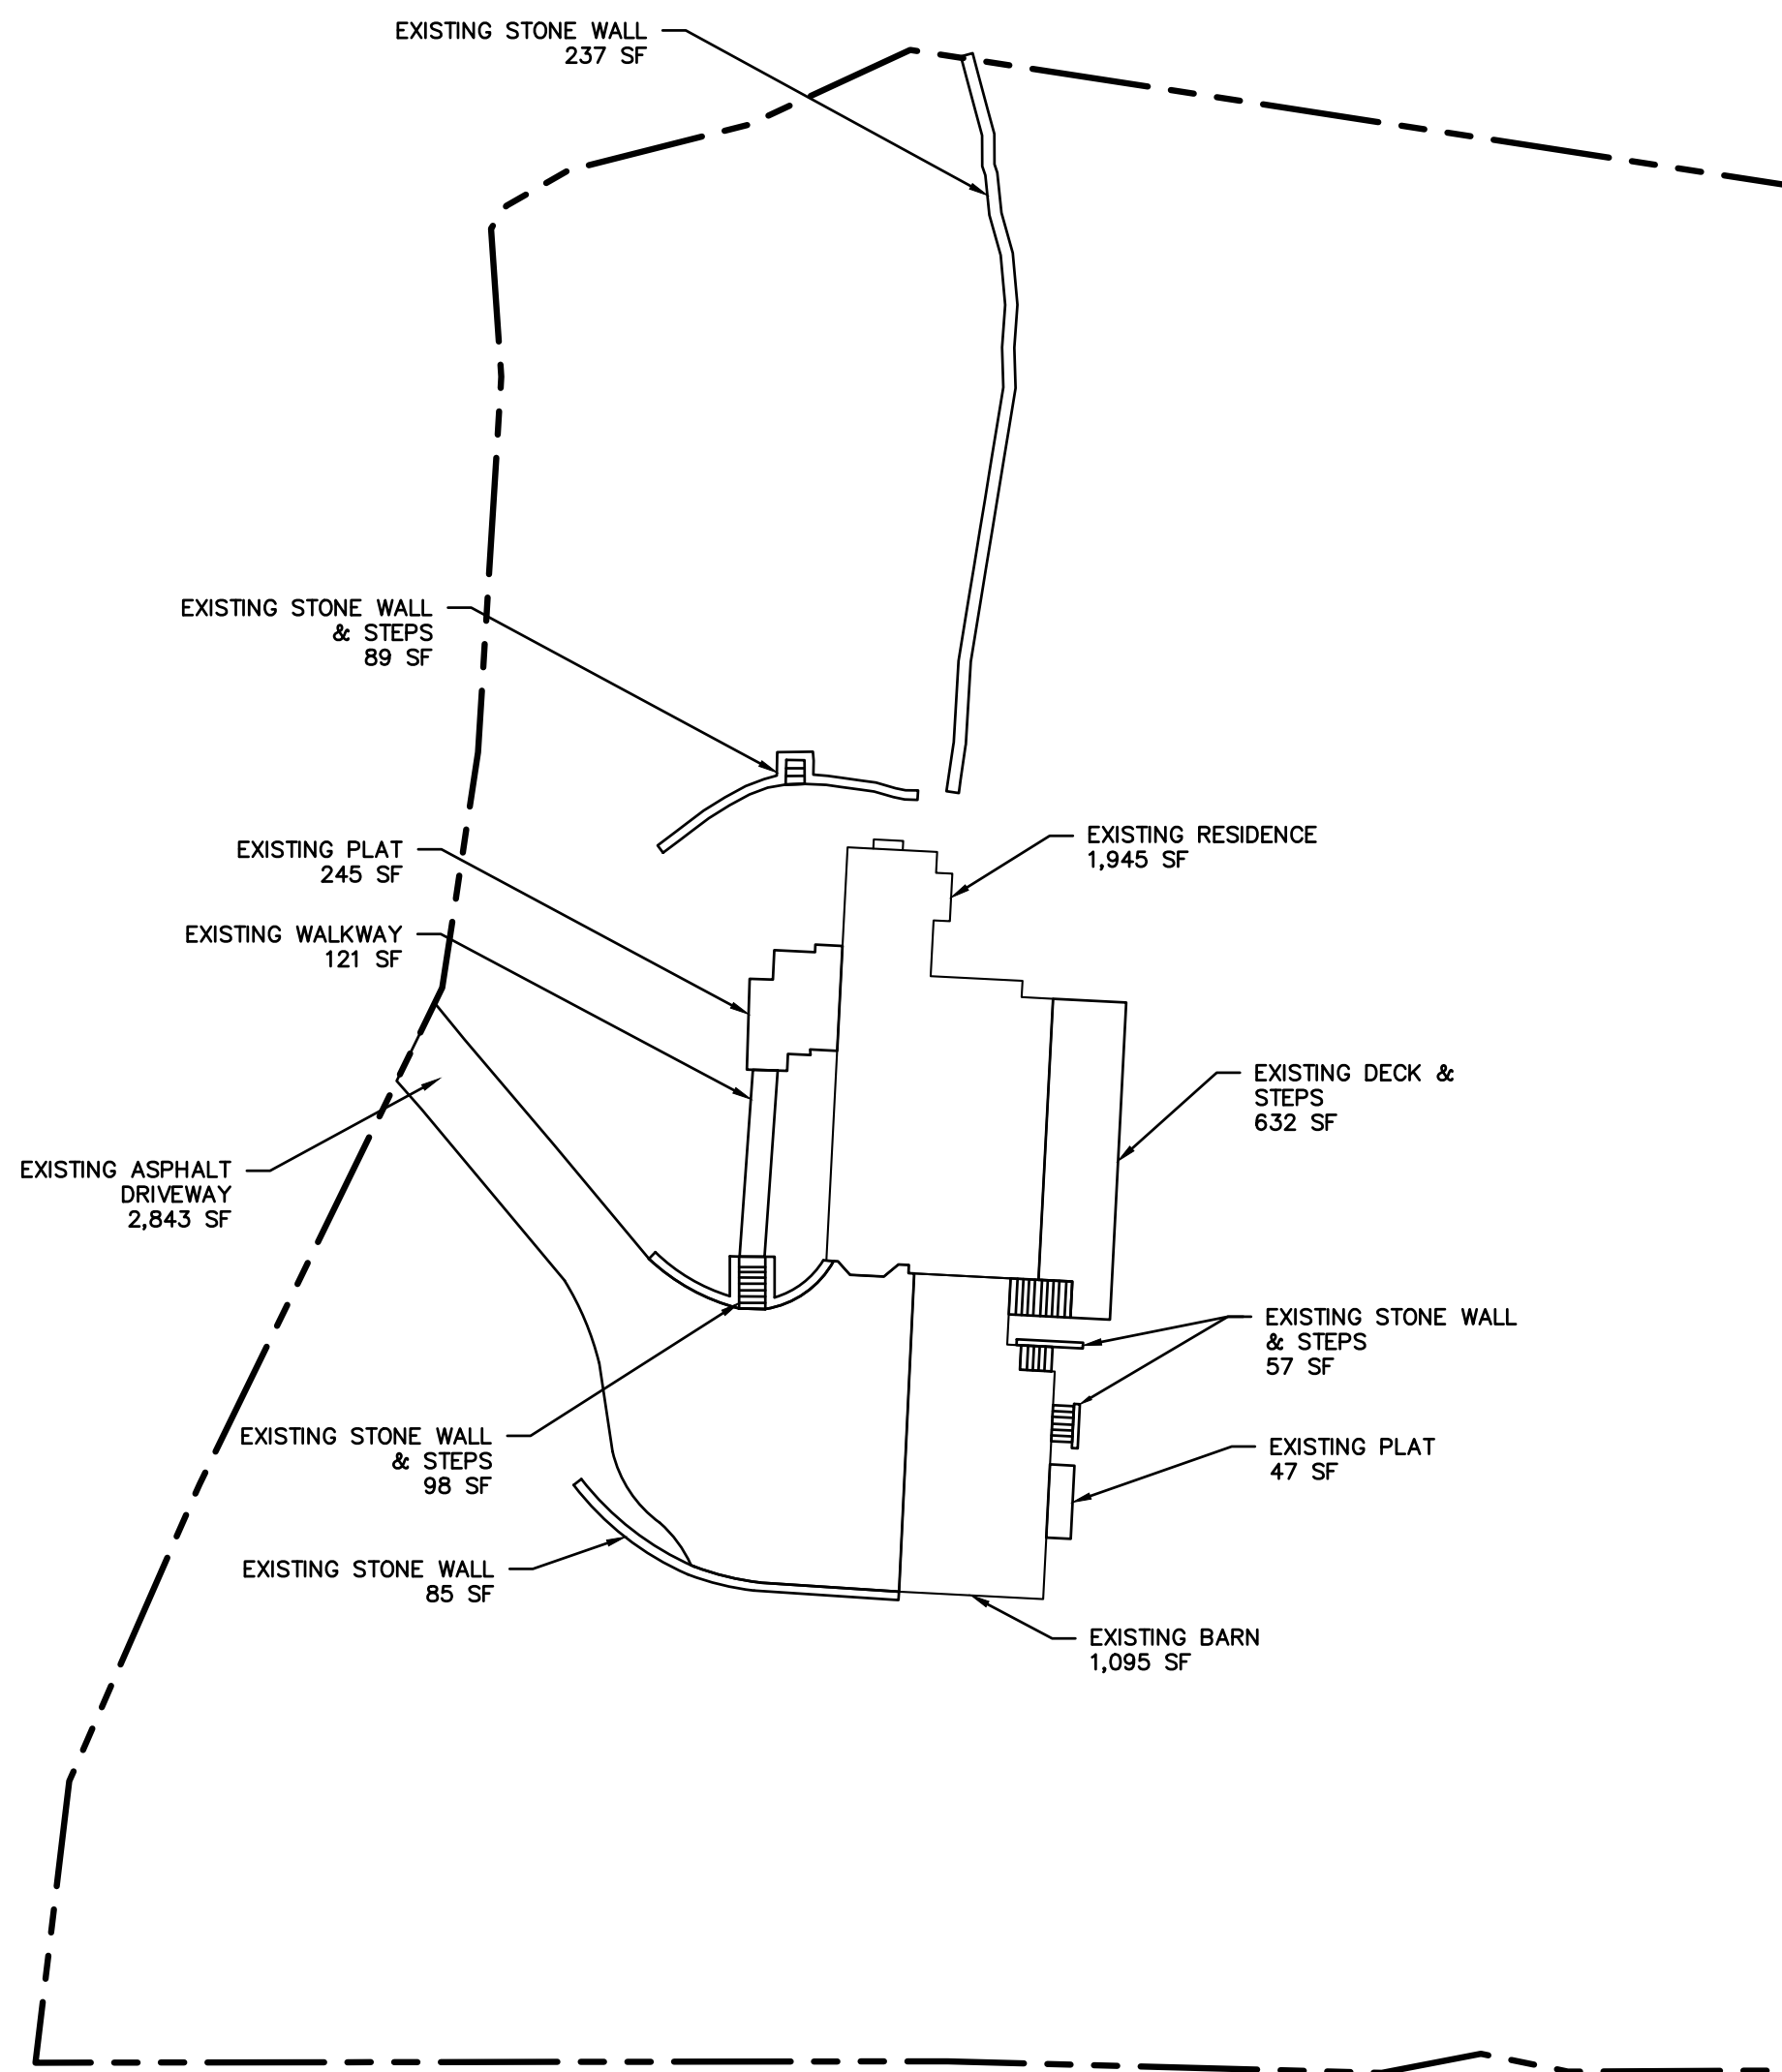 EXISTING STONE WALL
237 SF
EXISTING STONE WALL
& STEPS
89 SF
EXISTING PLAT
245 SF
EXISTING RESIDENCE
1,945 SF
EXISTING WALKWAY
121 SF
EXISTING DECK &
STEPS
632 SF
EXISTING ASPHALT
DRIVEWAY
2,843 SF
EXISTING STONE WALL
& STEPS
57 SF
EXISTING STONE WALL
& STEPS
98 SF
EXISTING PLAT
47 SF
EXISTING STONE WALL
85 SF
EXISTING BARN
1,095 SF